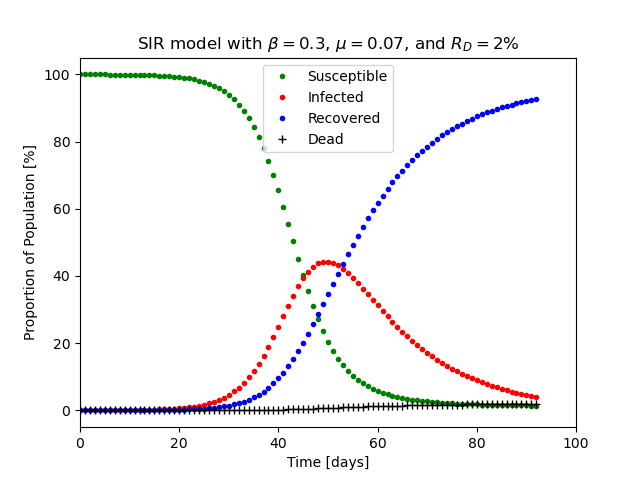 SIR model with β = 0.3, μ = 0.07, and R_D = 2%
Susceptible
Infected
Recovered
Dead
Proportion of Population [%]
100
80
60
40
20
0
0 20 40 60 80 100
Time [days]